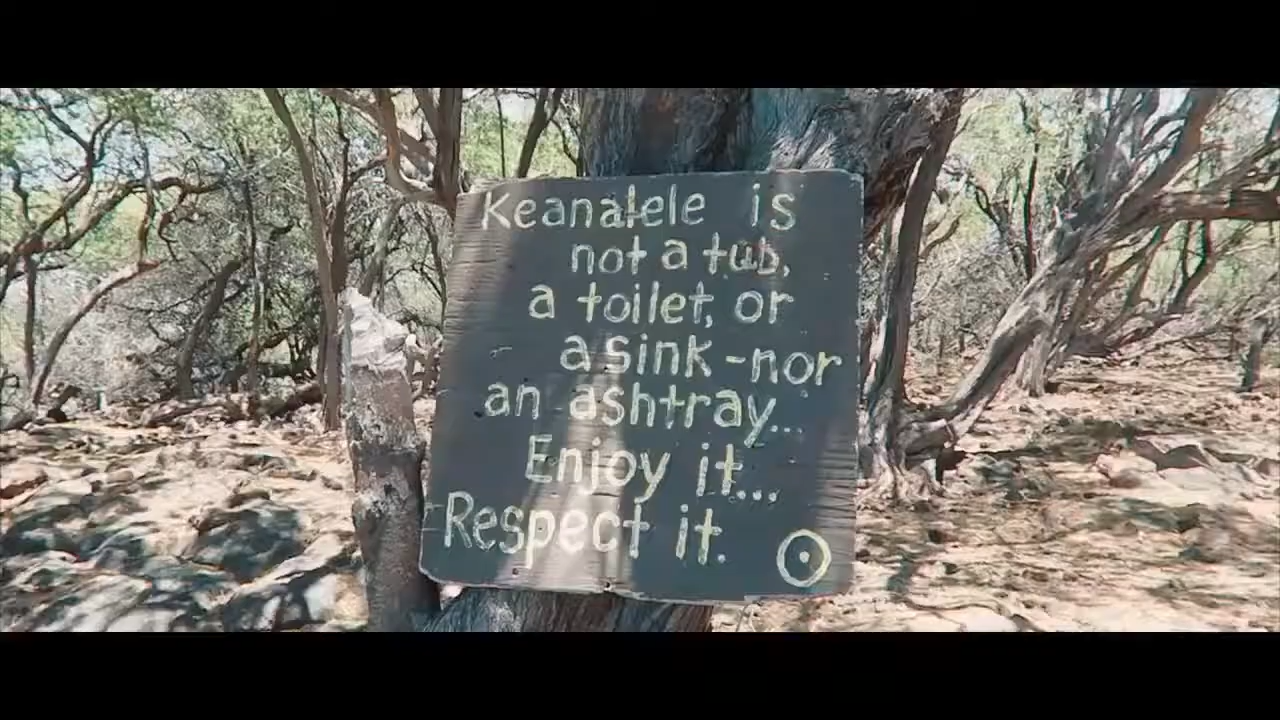 Keanalele is
not a tub,
a toilet, or
a sink - nor
an ashtray...
Enjoy it...
Respect it.